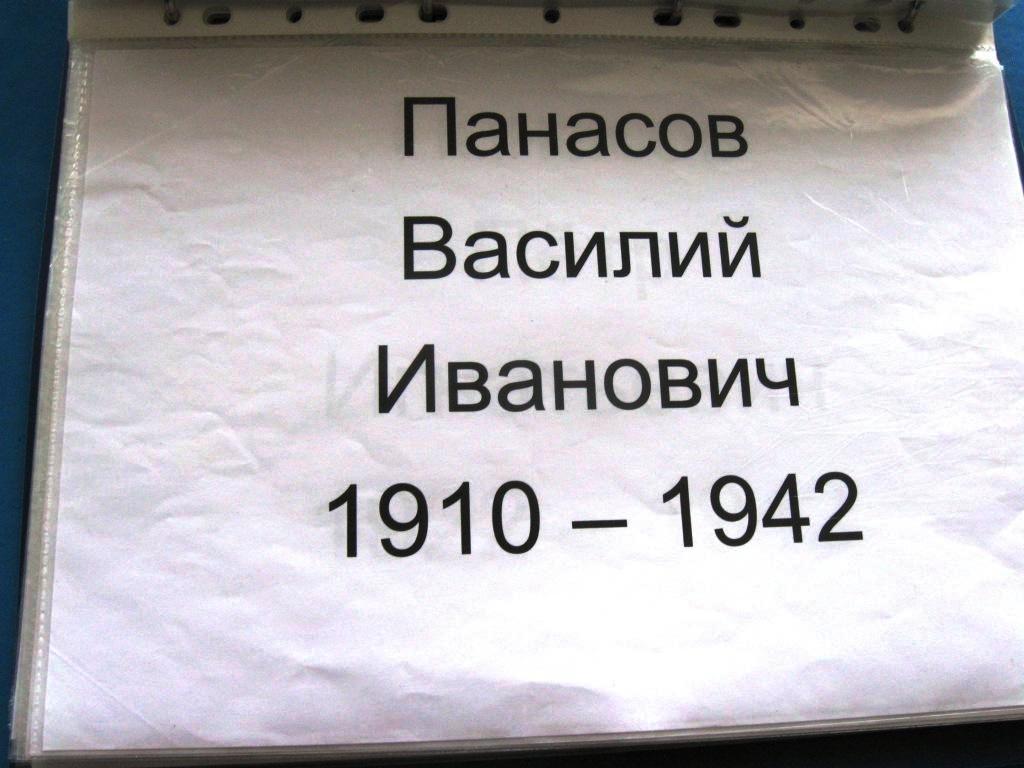 Панасов
Василий
Иванович
1910 – 1942